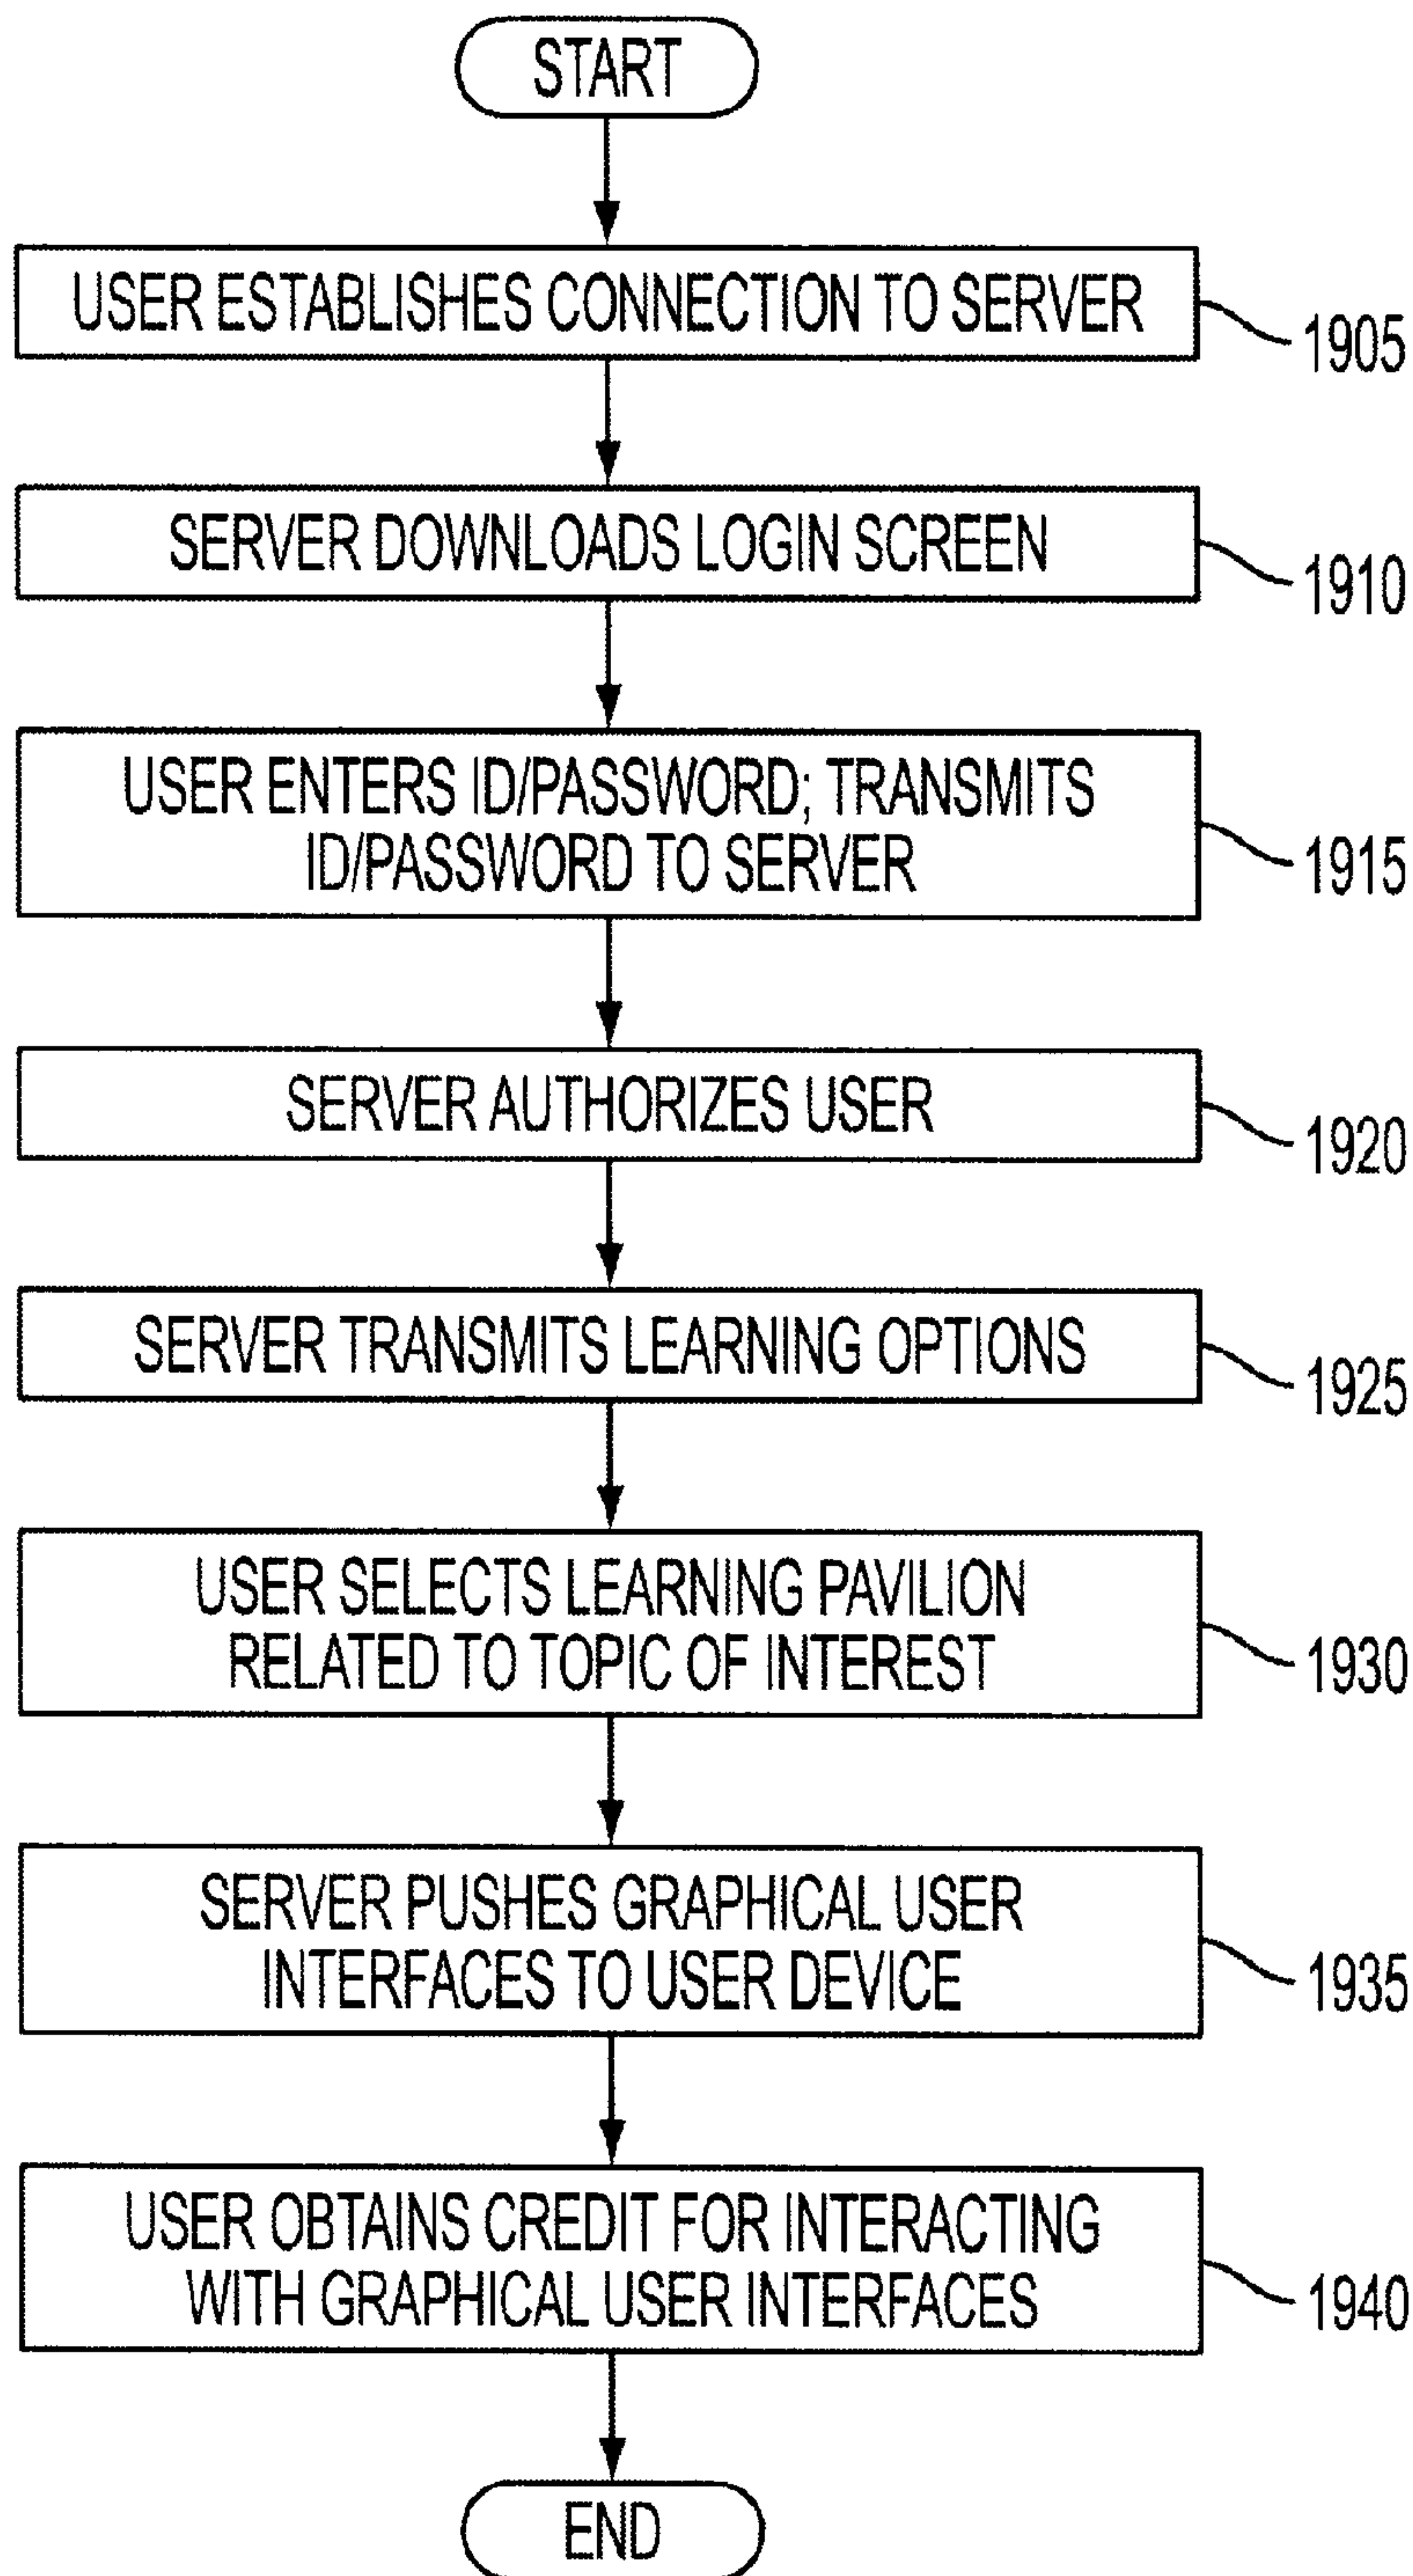 START
USER ESTABLISHES CONNECTION TO SERVER
1905
SERVER DOWNLOADS LOGIN SCREEN
1910
USER ENTERS ID/PASSWORD; TRANSMITS
ID/PASSWORD TO SERVER
1915
SERVER AUTHORIZES USER
1920
SERVER TRANSMITS LEARNING OPTIONS
1925
USER SELECTS LEARNING PAVILION
RELATED TO TOPIC OF INTEREST
1930
SERVER PUSHES GRAPHICAL USER
INTERFACES TO USER DEVICE
1935
USER OBTAINS CREDIT FOR INTERACTING
WITH GRAPHICAL USER INTERFACES
1940
END